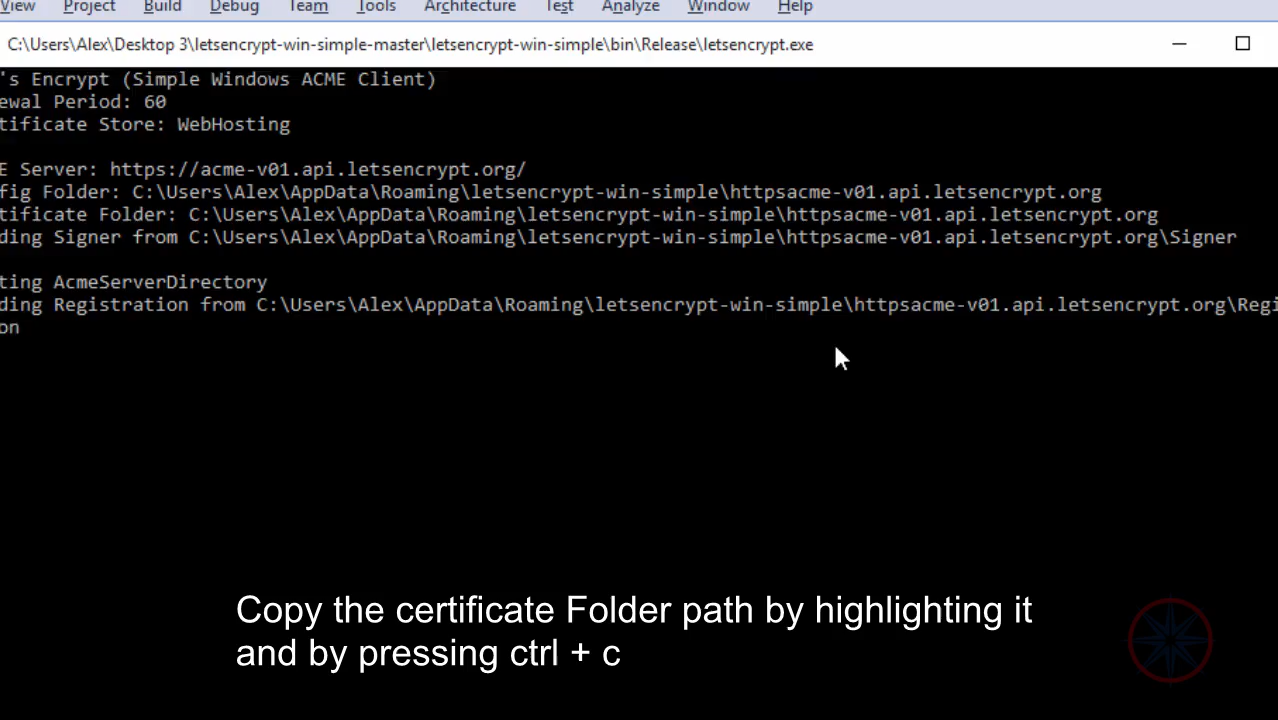 View Project Build Debug Team Tools Architecture Test Analyze Window Help
C:\Users\Alex\Desktop 3\letsencrypt-win-simple-master\letsencrypt-win-simple\bin\Release\letsencrypt.exe
's Encrypt (Simple Windows ACME Client)
ewal Period: 60
tificate Store: WebHosting
E Server: https://acme-v01.api.letsencrypt.org/
fig Folder: C:\Users\Alex\AppData\Roaming\letsencrypt-win-simple\httpsacme-v01.api.letsencrypt.org
tificate Folder: C:\Users\Alex\AppData\Roaming\letsencrypt-win-simple\httpsacme-v01.api.letsencrypt.org
ding Signer from C:\Users\Alex\AppData\Roaming\letsencrypt-win-simple\httpsacme-v01.api.letsencrypt.org\Signer
ting AcmeServerDirectory
ding Registration from C:\Users\Alex\AppData\Roaming\letsencrypt-win-simple\httpsacme-v01.api.letsencrypt.org\Regi
on
Copy the certificate Folder path by highlighting it
and by pressing ctrl + c